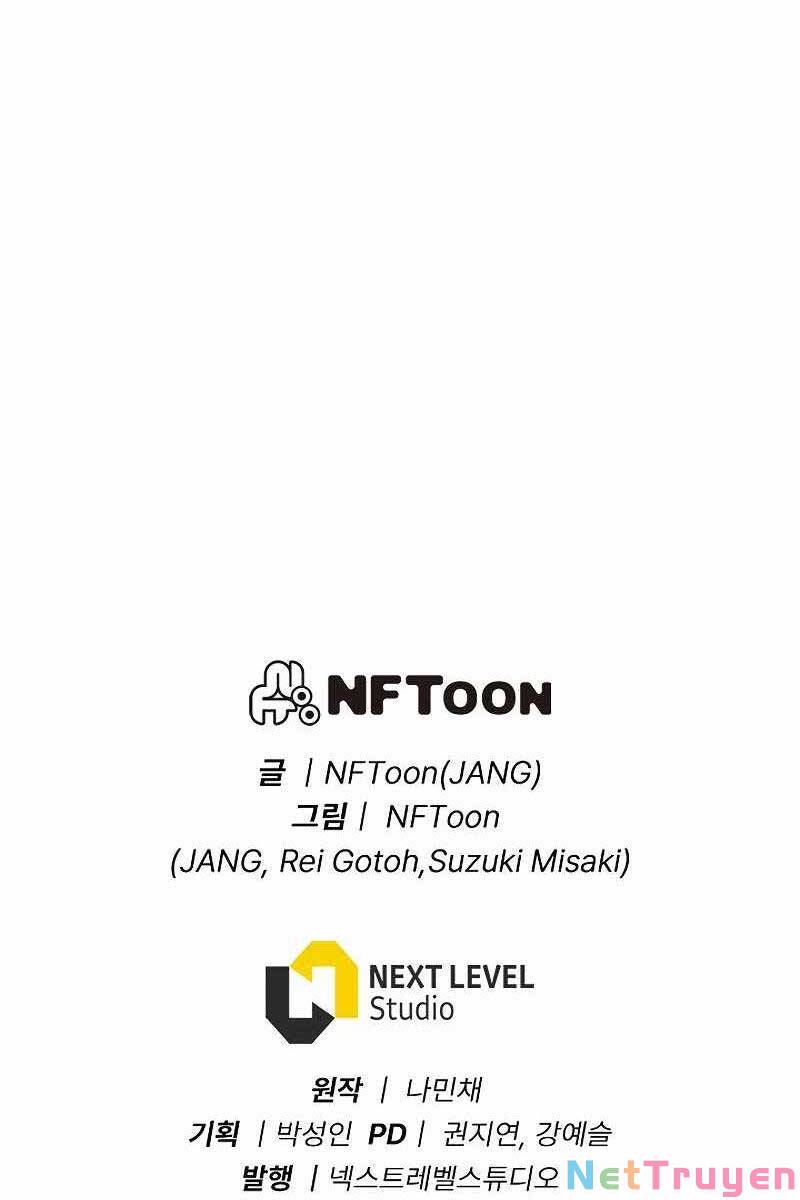 NFTOON
글 | NFToon(JANG)
그림 | NFToon
(JANG, Rei Gotoh,Suzuki Misaki)
NEXT LEVEL
Studio
원작 | 나민채
기획 | 박성인 PD | 권지연, 강예슬
발행 | 넥스트레벨스튜디오
NetTruyen